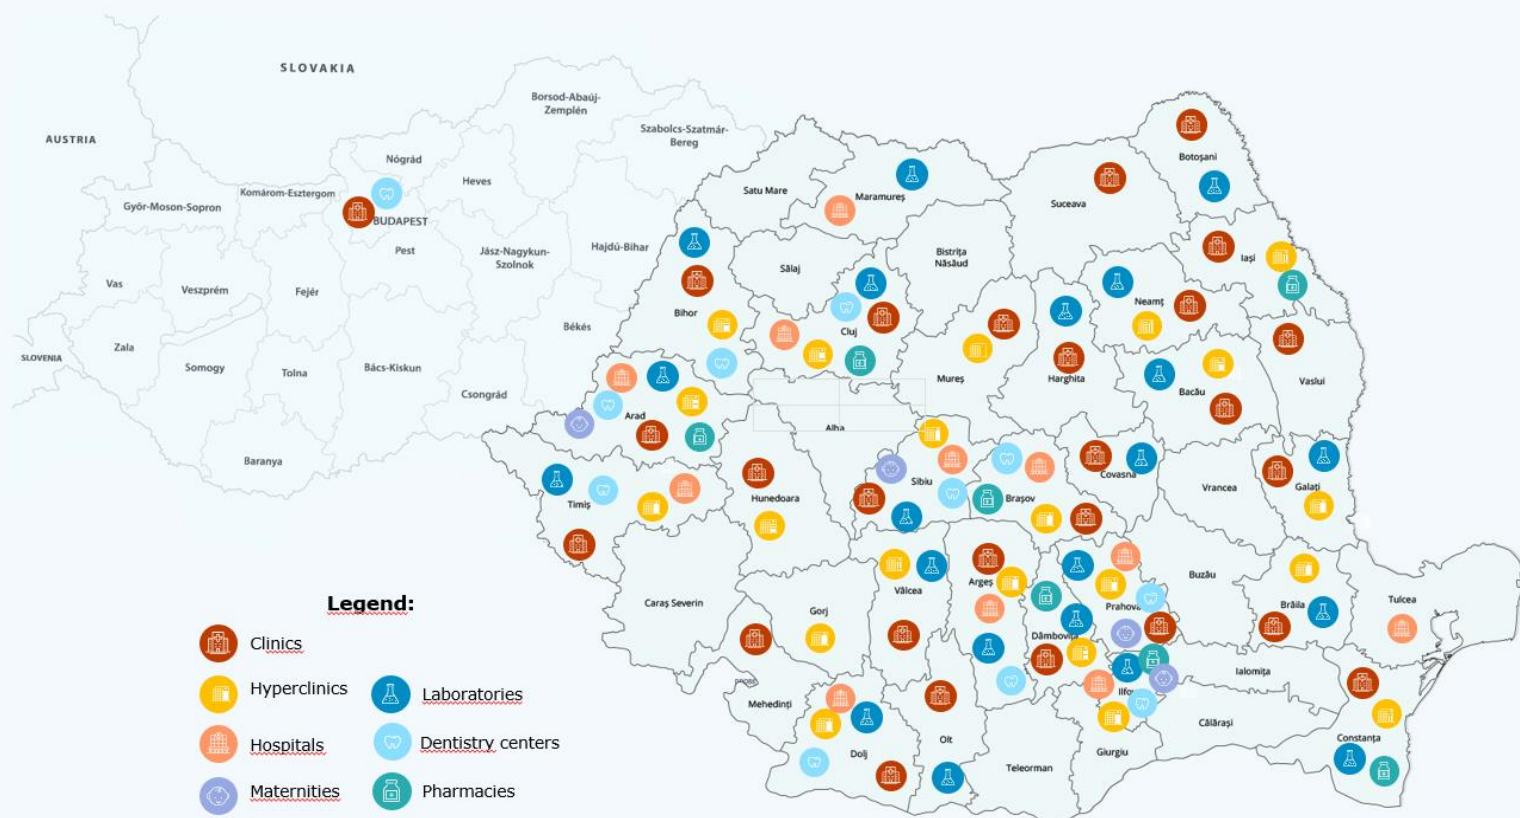 SLOVAKIA
Borsod-Abaúj-
Zemplén
Szabolcs-Szatmár-
Bereg
AUSTRIA
Nógrád
Heves
Komárom-Esztergom
Győr-Moson-Sopron
BUDAPEST
Pest
Jász-Nagykun-
Szolnok
Hajdú-Bihar
Vas
Veszprém
Fejér
Békés
Zala
SLOVENIA
Somogy
Tolna
Bács-Kiskun
Csongrád
Baranya
Botoșani
Satu Mare
Maramureș
Suceava
Bistrița
Năsăud
Iași
Sălaj
Neamț
Bihor
Cluj
Mureș
Harghita
Bacău
Vaslui
Arad
Alba
Timiș
Hunedoara
Sibiu
Brașov
Covasna
Vrancea
Galați
Caraș Severin
Gorj
Vâlcea
Argeș
Dâmbovița
Prahova
Buzău
Brăila
Tulcea
Mehedinți
Dolj
Olt
Teleorman
Giurgiu
Ilfov
Ialomița
Călărași
Constanța
Legend:
Clinics
Hyperclinics
Laboratories
Hospitals
Dentistry centers
Maternities
Pharmacies